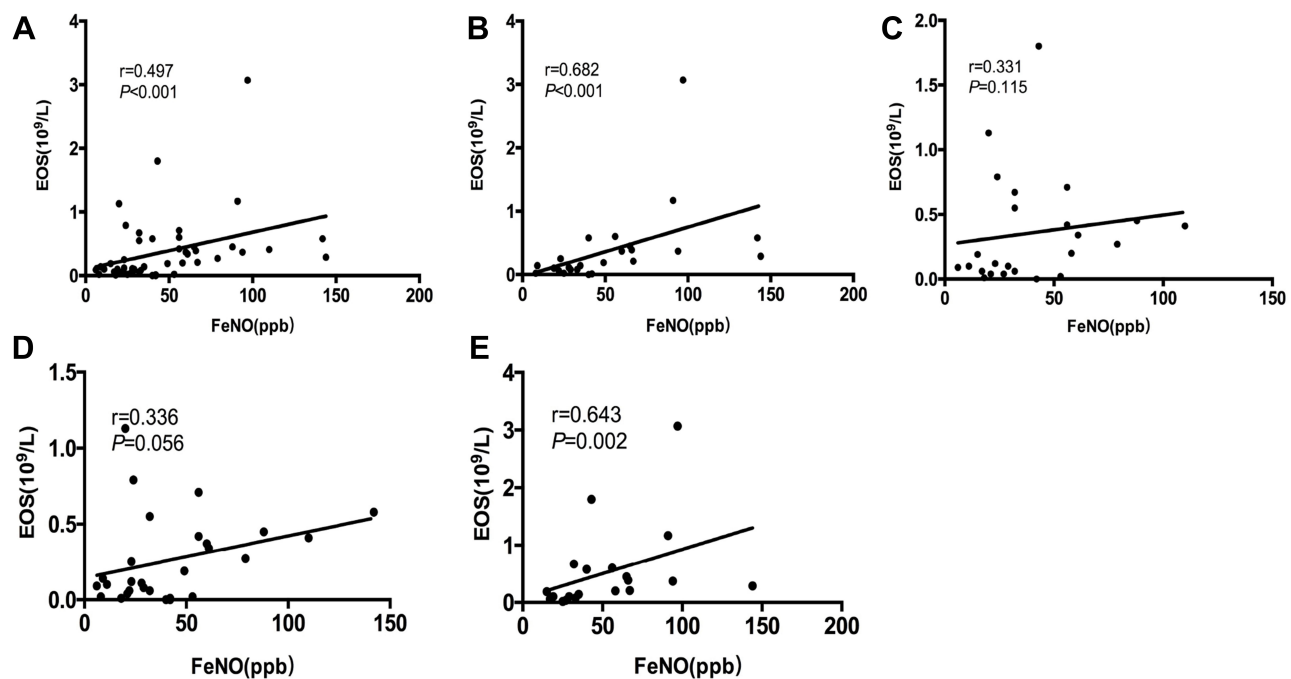 A
4
3
2
1
0
0 50 100 150 200
EOS(10⁹/L)
FeNO(ppb)
r=0.497
P<0.001
B
4
3
2
1
0
0 50 100 150 200
EOS(10⁹/L)
FeNO(ppb)
r=0.682
P<0.001
C
2.0
1.5
1.0
0.5
0.0
0 50 100 150
EOS(10⁹/L)
FeNO(ppb)
r=0.331
P=0.115
D
1.5
1.0
0.5
0.0
0 50 100 150
EOS(10⁹/L)
FeNO(ppb)
r=0.336
P=0.056
E
4
3
2
1
0
0 50 100 150 200
EOS(10⁹/L)
FeNO(ppb)
r=0.643
P=0.002